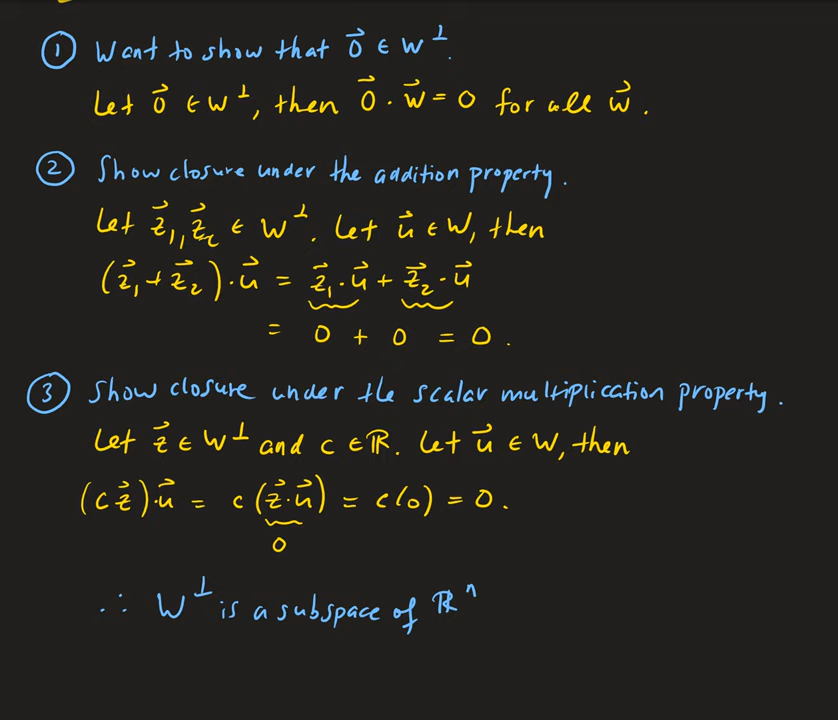 ① Want to show that 0⃗ ∈ W⊥.
Let 0⃗ ∈ W⊥, then 0⃗ · w⃗ = 0 for all w⃗.
② Show closure under the addition property.
Let z⃗₁, z⃗₂ ∈ W⊥. Let u⃗ ∈ W, then
(z⃗₁ + z⃗₂) · u⃗ = z⃗₁ · u⃗ + z⃗₂ · u⃗
= 0 + 0 = 0.
③ Show closure under the scalar multiplication property.
Let z⃗ ∈ W⊥ and c ∈ ℝ. Let u⃗ ∈ W, then
(c z⃗) · u⃗ = c (z⃗ · u⃗) = c(0) = 0.
0
∴ W⊥ is a subspace of ℝⁿ